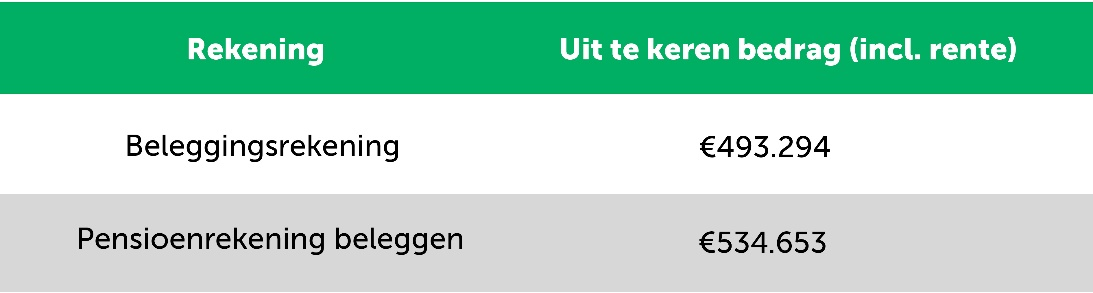 Rekening Uit te keren bedrag (incl. rente)
Beleggingsrekening €493.294
Pensioenrekening beleggen €534.653